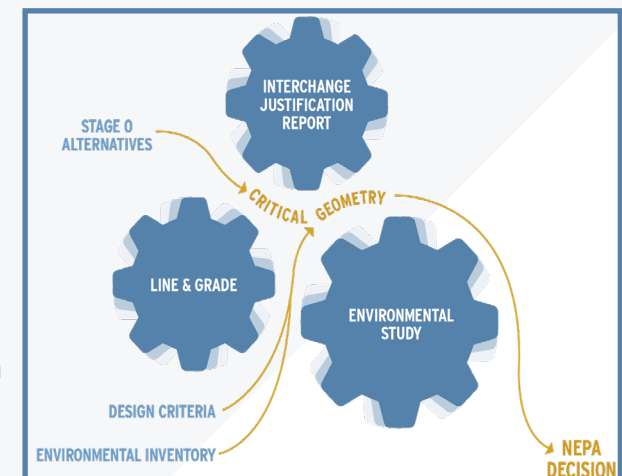 INTERCHANGE
JUSTIFICATION
REPORT
STAGE 0
ALTERNATIVES
CRITICAL GEOMETRY
LINE & GRADE
ENVIRONMENTAL
STUDY
DESIGN CRITERIA
ENVIRONMENTAL INVENTORY
NEPA
DECISION